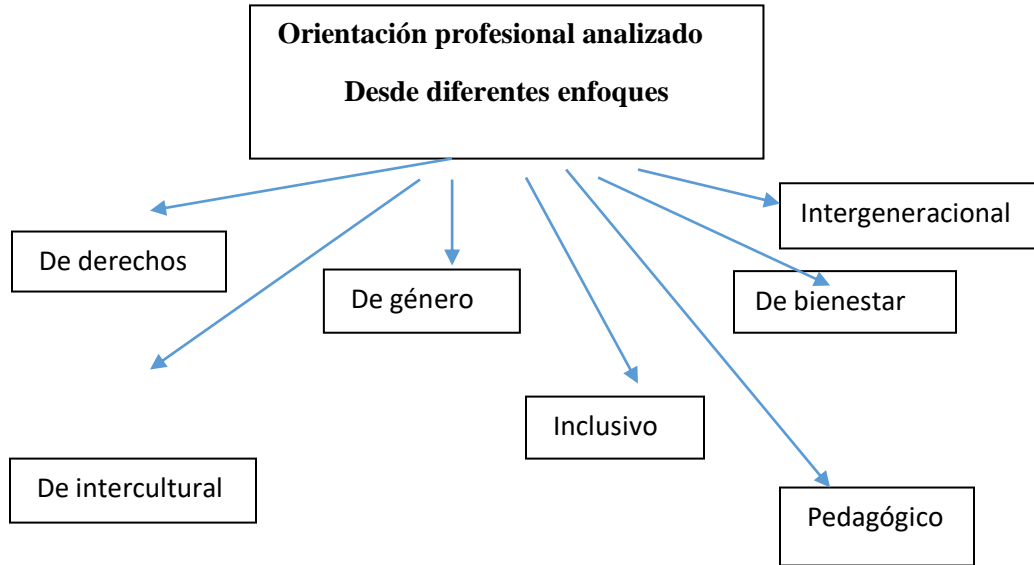 Orientación profesional analizado
Desde diferentes enfoques
Intergeneracional
De derechos
De género
De bienestar
Inclusivo
De intercultural
Pedagógico